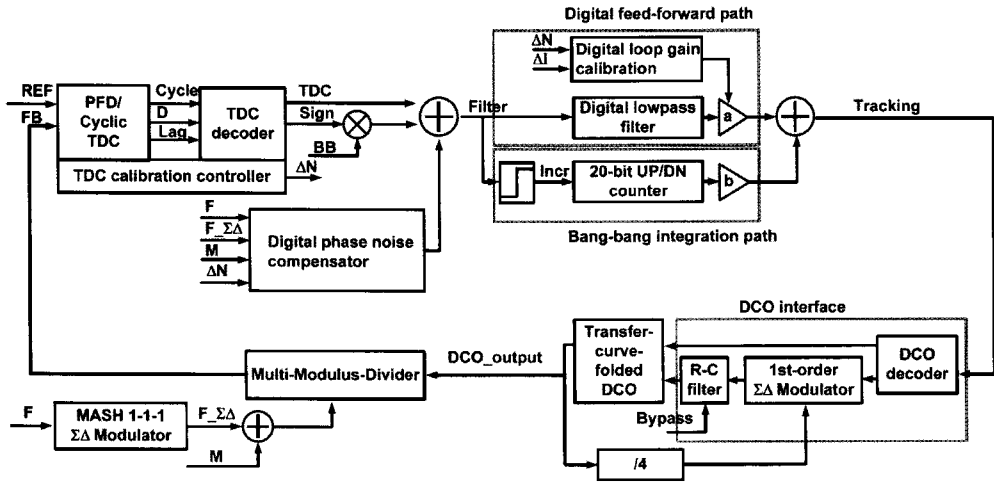 Digital feed-forward path
ΔN
ΔI
Digital loop gain
calibration
REF
FB
PFD/
Cyclic
TDC
Cycle
D
Lag
TDC
decoder
TDC
Sign
BB
TDC calibration controller
ΔN
Filter
Digital lowpass
filter
a
Tracking
Incr
20-bit UP/DN
counter
b
Bang-bang integration path
F
F_ΣΔ
M
ΔN
Digital phase noise
compensator
DCO interface
Transfer-
curve-
folded
DCO
R-C
filter
1st-order
ΣΔ Modulator
DCO
decoder
Bypass
DCO_output
Multi-Modulus-Divider
F
MASH 1-1-1
ΣΔ Modulator
F_ΣΔ
M
/4